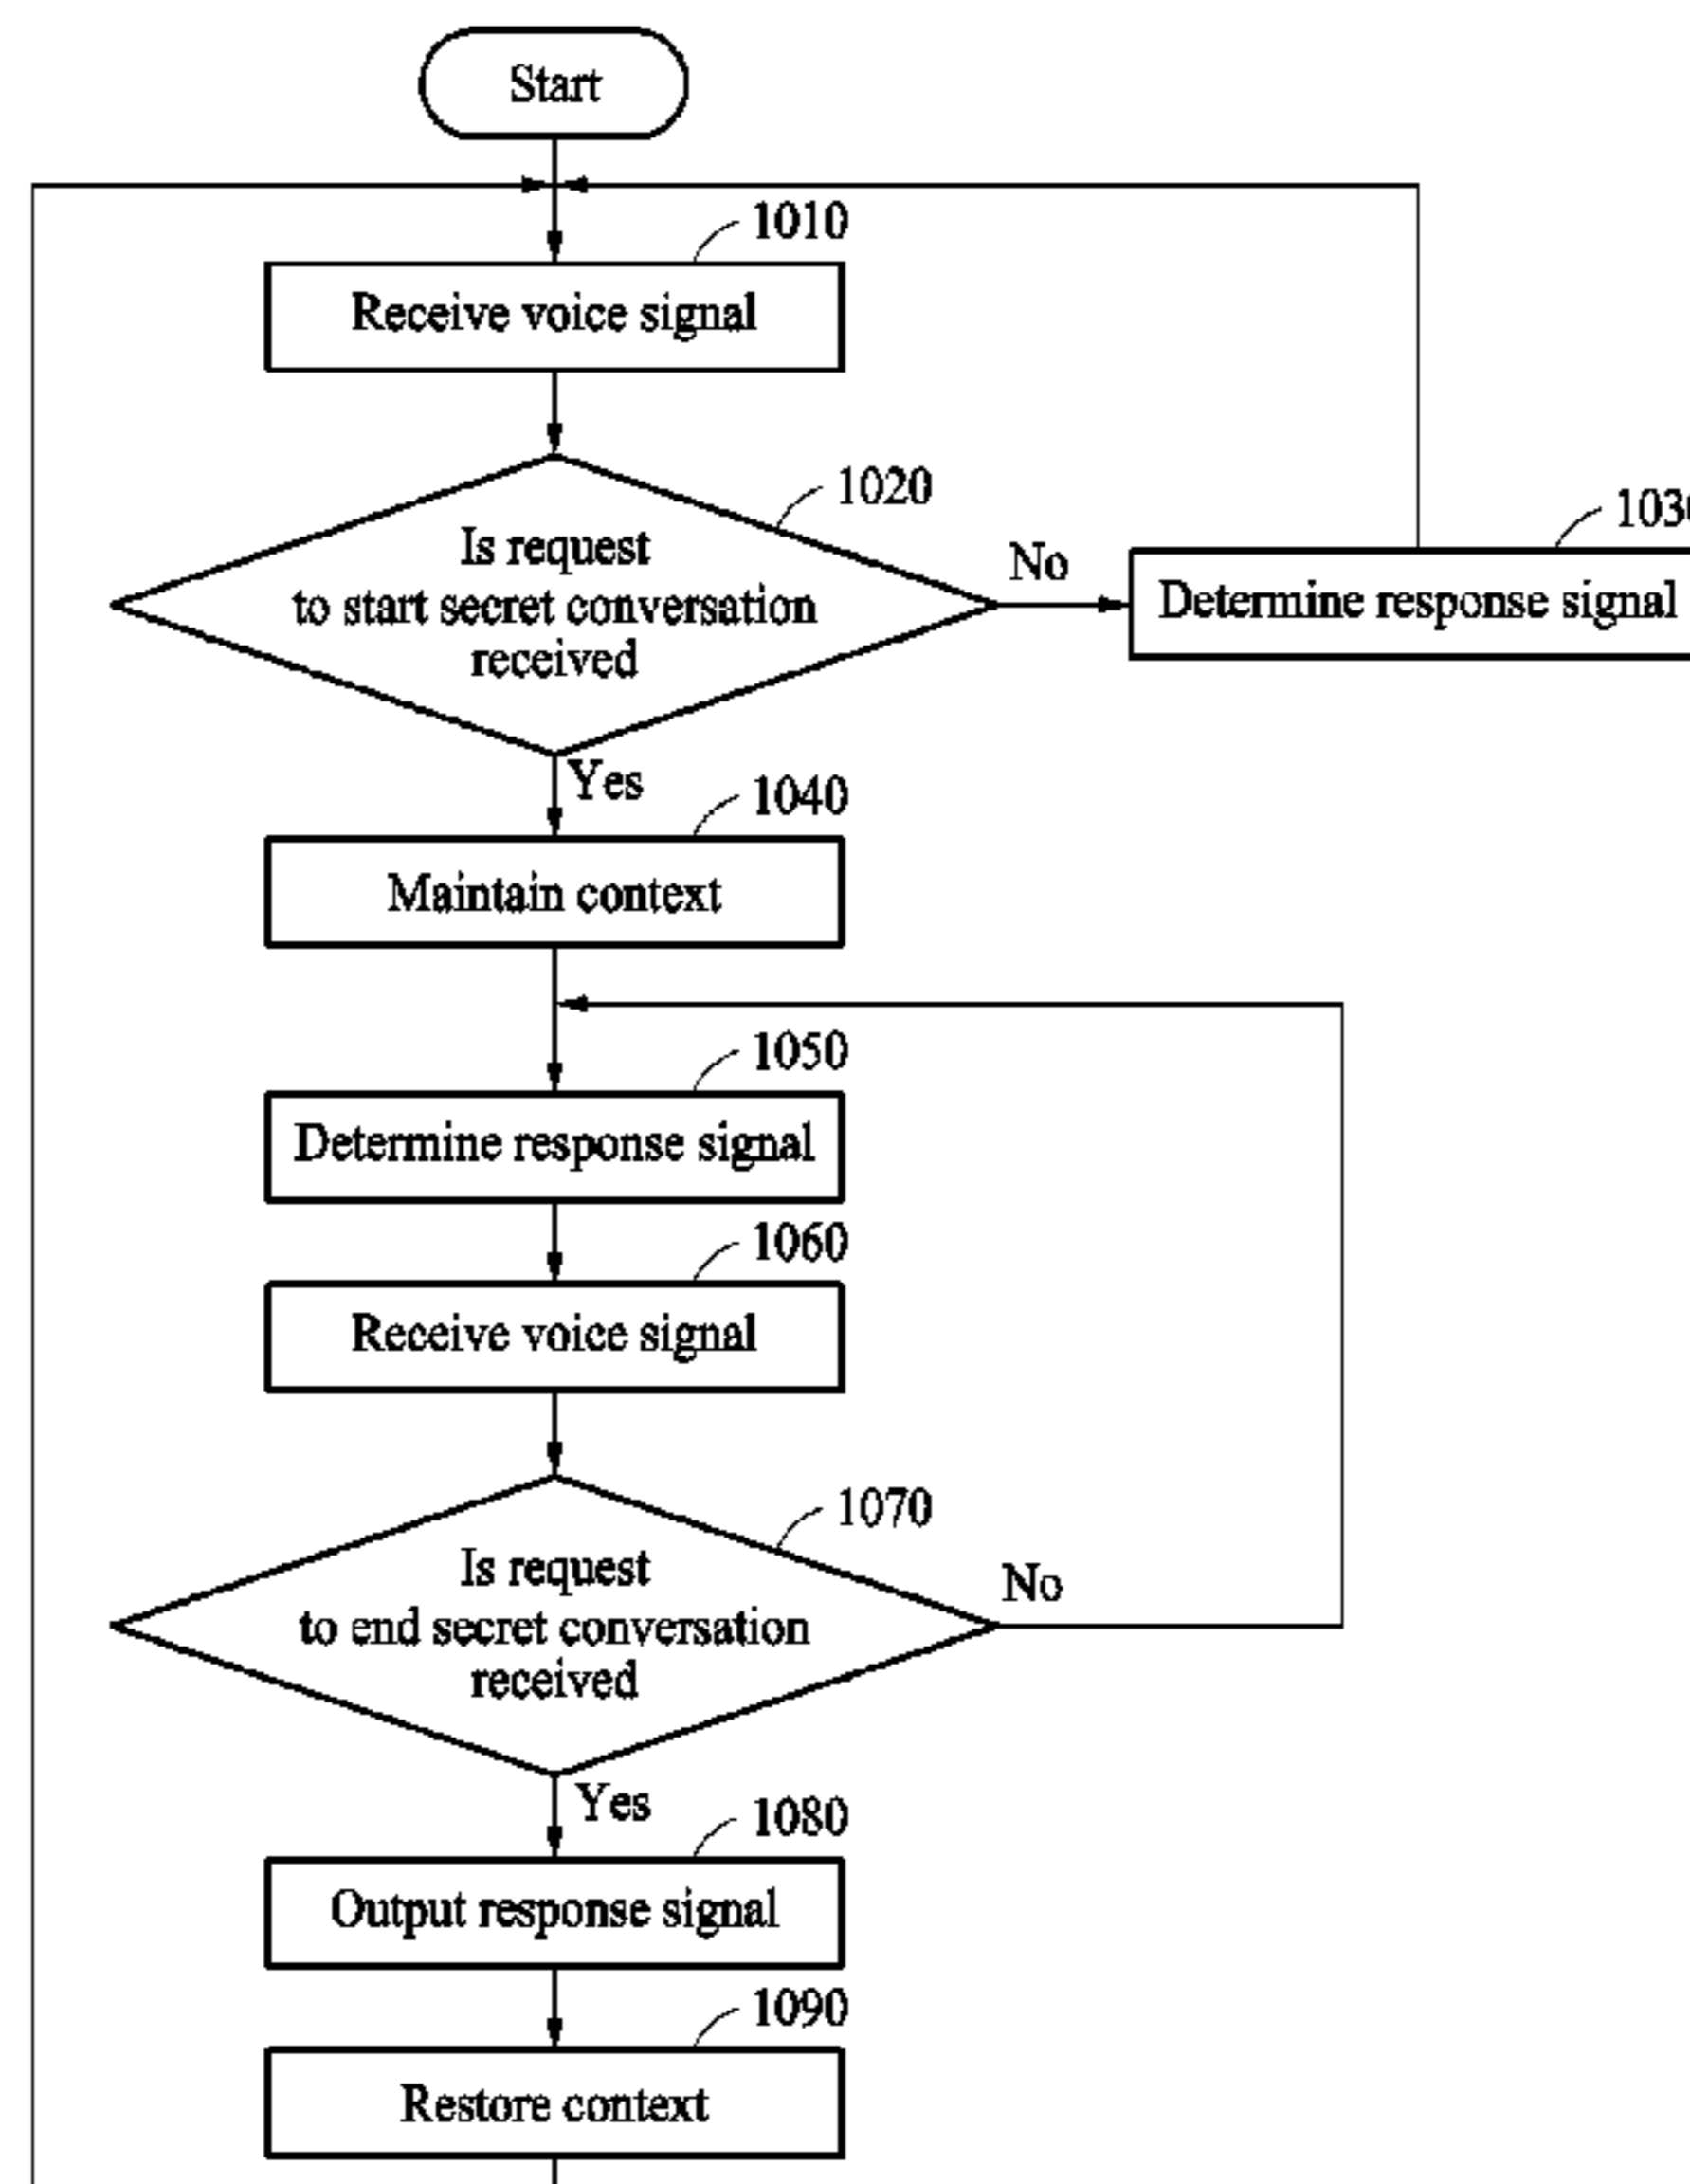 Start
1010
Receive voice signal
1020
Is request
to start secret conversation
received
No
1030
Determine response signal
Yes
1040
Maintain context
1050
Determine response signal
1060
Receive voice signal
1070
Is request
to end secret conversation
received
No
Yes
1080
Output response signal
1090
Restore context